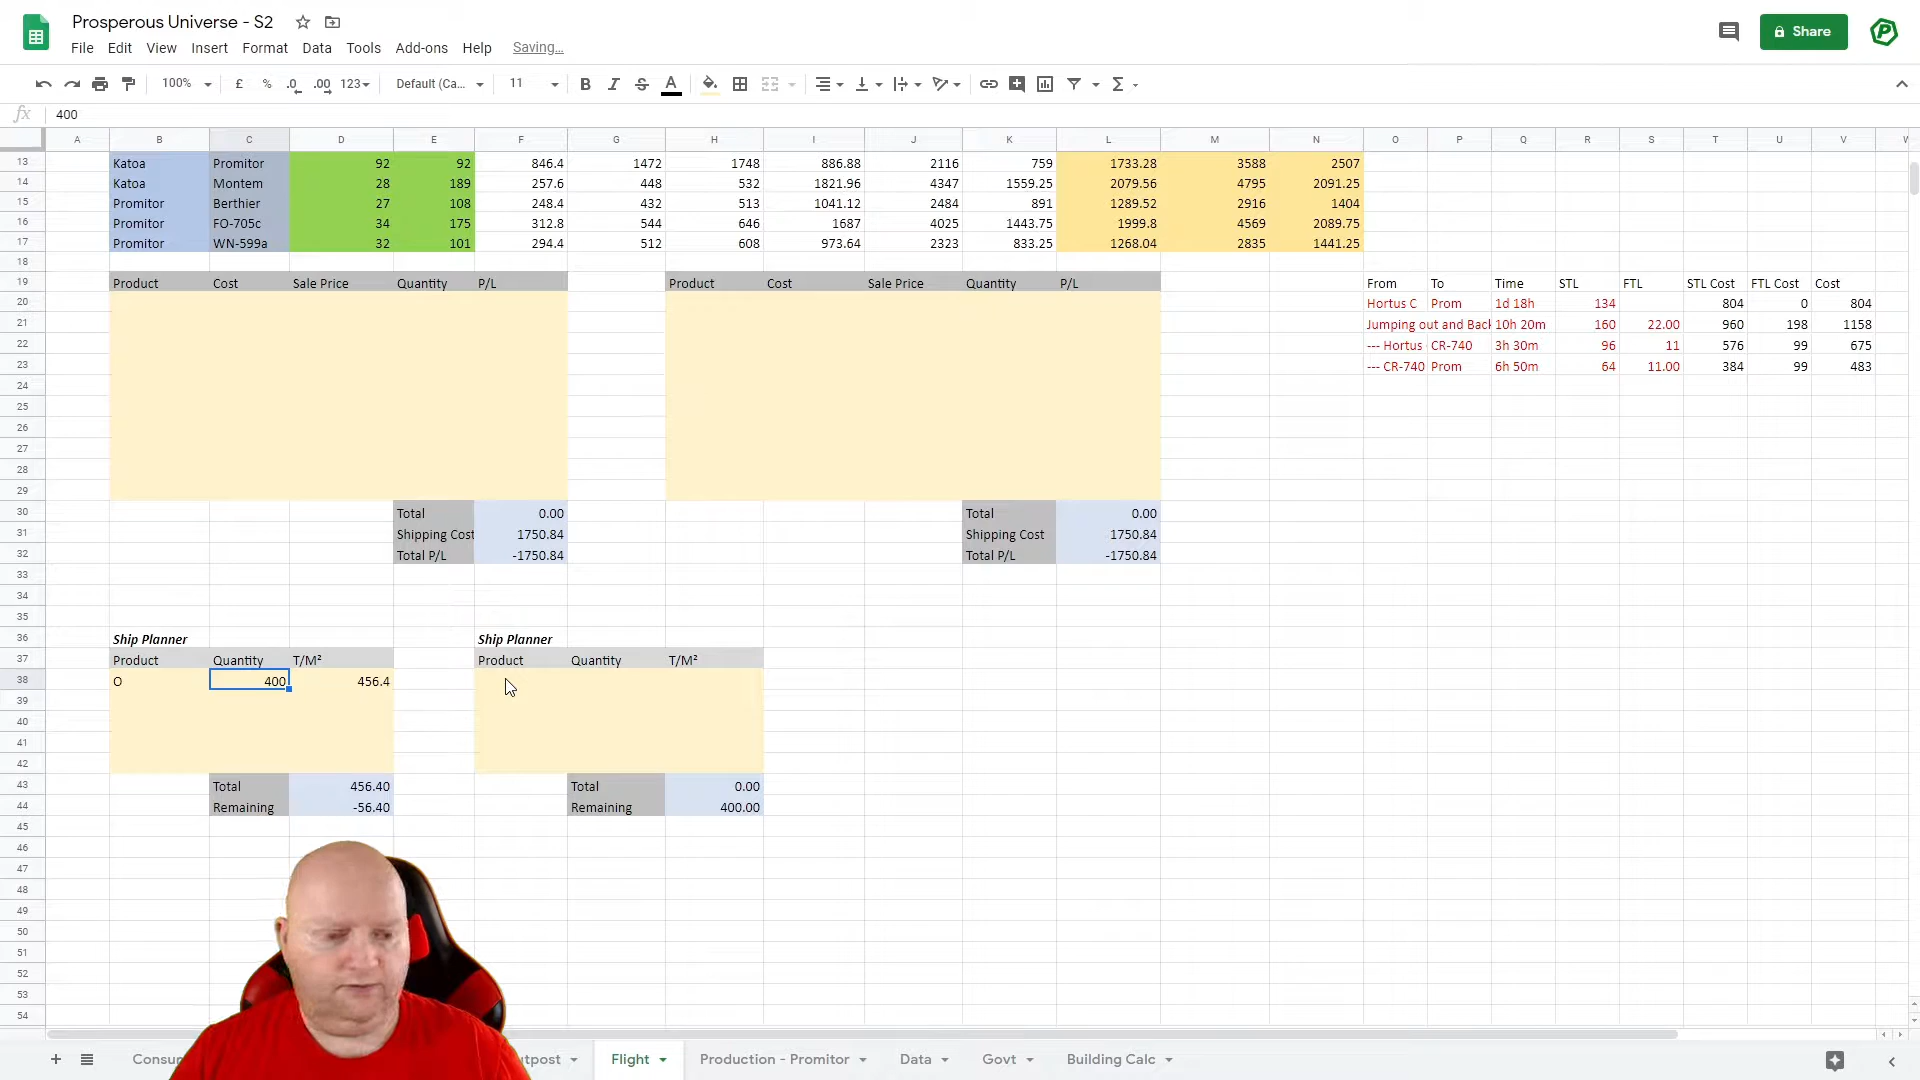 Prosperous Universe - S2
File Edit View Insert Format Data Tools Add-ons Help Saving...
Share
100% £ % .0 .00 123 Default (Ca... 11 B I S A Σ
fx 400
A B C D E F G H I J K L M N O P Q R S T U V
13 Katoa Promitor 92 92 846.4 1472 1748 886.88 2116 759 1733.28 3588 2507
14 Katoa Montem 28 189 257.6 448 532 1821.96 4347 1559.25 2079.56 4795 2091.25
15 Promitor Berthier 27 108 248.4 432 513 1041.12 2484 891 1289.52 2916 1404
16 Promitor FO-705c 34 175 312.8 544 646 1687 4025 1443.75 1999.8 4569 2089.75
17 Promitor WN-599a 32 101 294.4 512 608 973.64 2323 833.25 1268.04 2835 1441.25
18
19 Product Cost Sale Price Quantity P/L Product Cost Sale Price Quantity P/L From To Time STL FTL STL Cost FTL Cost Cost
20 Hortus C Prom 1d 18h 134 804 0 804
21 Jumping out and Back 10h 20m 160 22.00 960 198 1158
22 --- Hortus CR-740 3h 30m 96 11 576 99 675
23 --- CR-740 Prom 6h 50m 64 11.00 384 99 483
24
25
26
27
28
29
30 Total 0.00 Total 0.00
31 Shipping Cost 1750.84 Shipping Cost 1750.84
32 Total P/L -1750.84 Total P/L -1750.84
33
34
35
36 Ship Planner Ship Planner
37 Product Quantity T/M² Product Quantity T/M²
38 O 400 456.4
39
40
41
42
43 Total 456.40 Total 0.00
44 Remaining -56.40 Remaining 400.00
45
46
47
48
49
50
51
52
53
54
Flight Production - Promitor Data Govt Building Calc